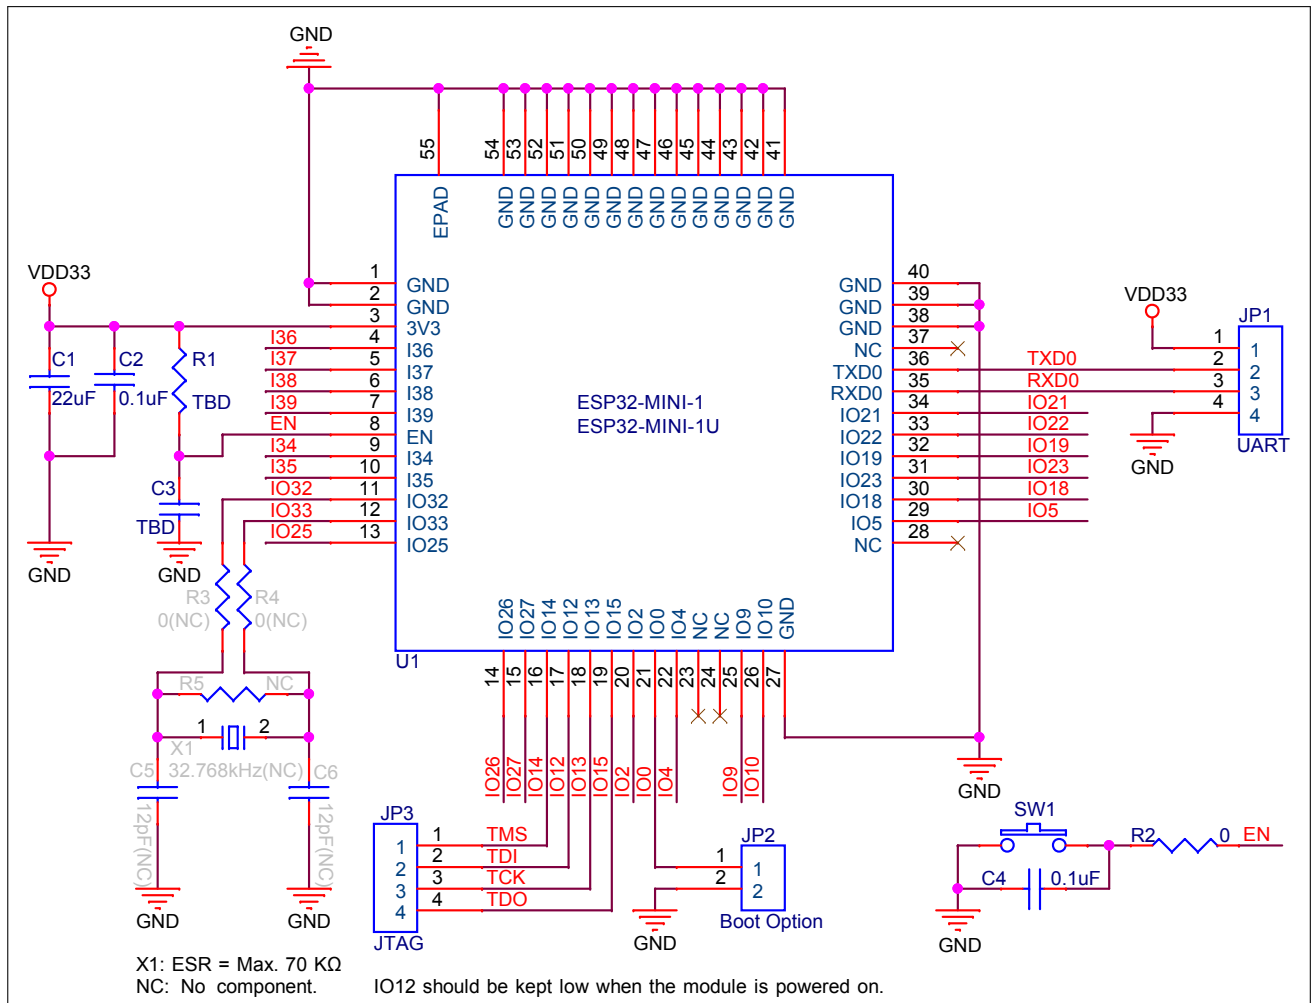 GND
55
54
53
52
51
50
49
48
47
46
45
44
43
42
41
EPAD
GND
GND
GND
GND
GND
GND
GND
GND
GND
GND
GND
GND
GND
GND
VDD33
C1
22uF
C2
0.1uF
R1
TBD
C3
TBD
GND
GND
1 GND
2 GND
3 3V3
I36 4 I36
I37 5 I37
I38 6 I38
I39 7 I39
EN 8 EN
I34 9 I34
I35 10 I35
IO32 11 IO32
IO33 12 IO33
IO25 13 IO25
ESP32-MINI-1
ESP32-MINI-1U
GND 40
GND 39
GND 38
NC 37
TXD0 36 TXD0
RXD0 35 RXD0
IO21 34 IO21
IO22 33 IO22
IO19 32 IO19
IO23 31 IO23
IO18 30 IO18
IO5 29 IO5
NC 28
VDD33
JP1
1 1
2 2
3 3
4 4
UART
GND
U1
IO26 14 IO26
IO27 15 IO27
IO14 16 IO14
IO12 17 IO12
IO13 18 IO13
IO15 19 IO15
IO2 20 IO2
IO0 21 IO0
IO4 22 IO4
NC 23
NC 24
IO9 25 IO9
IO10 26 IO10
GND 27
GND
R3
0(NC)
R4
0(NC)
R5 NC
1 2
X1
32.768kHz(NC)
C5
12pF(NC)
C6
12pF(NC)
GND
GND
JP3
1 1 TMS
2 2 TDI
3 3 TCK
4 4 TDO
JTAG
JP2
1 1
2 2
Boot Option
GND
SW1
R2 0 EN
C4 0.1uF
GND
X1: ESR = Max. 70 KΩ
NC: No component.
IO12 should be kept low when the module is powered on.